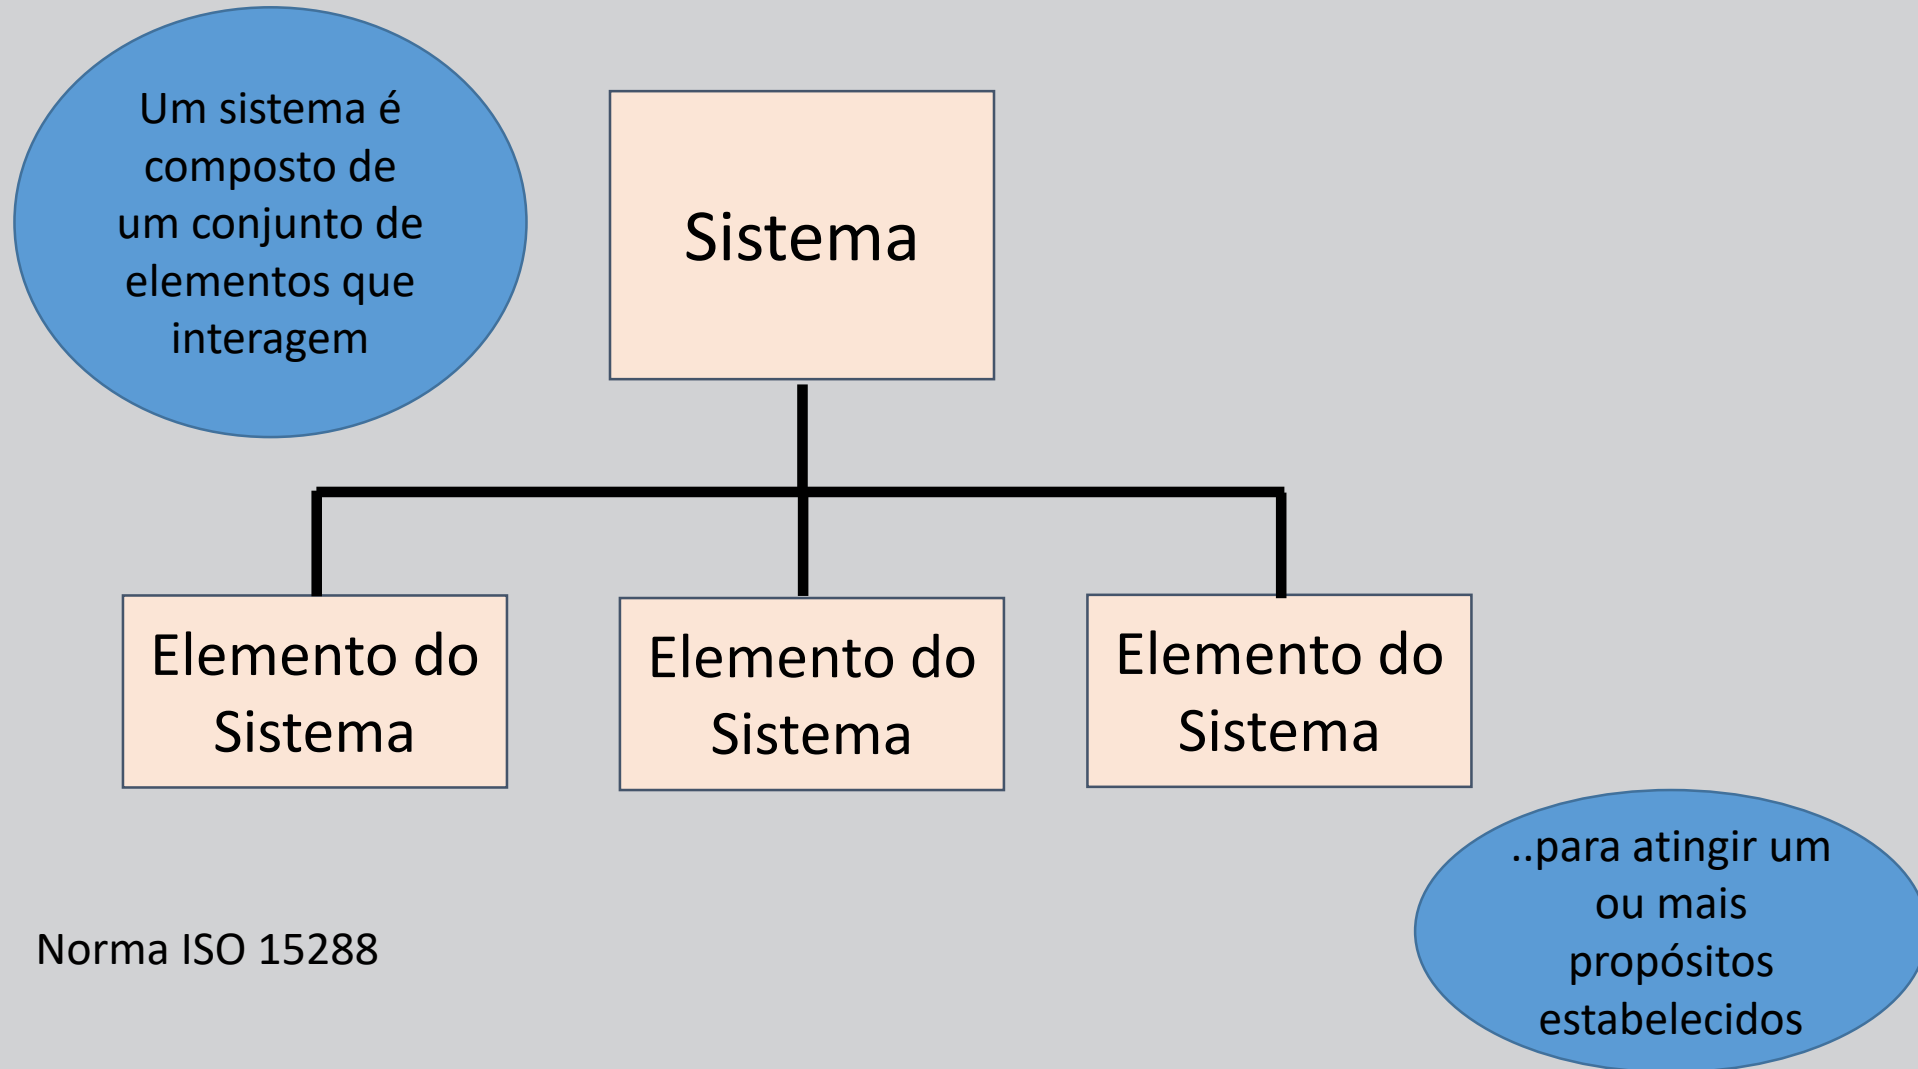 Um sistema é
composto de
um conjunto de
elementos que
interagem
Sistema
Elemento do
Sistema
Elemento do
Sistema
Elemento do
Sistema
..para atingir um
ou mais
propósitos
estabelecidos
Norma ISO 15288